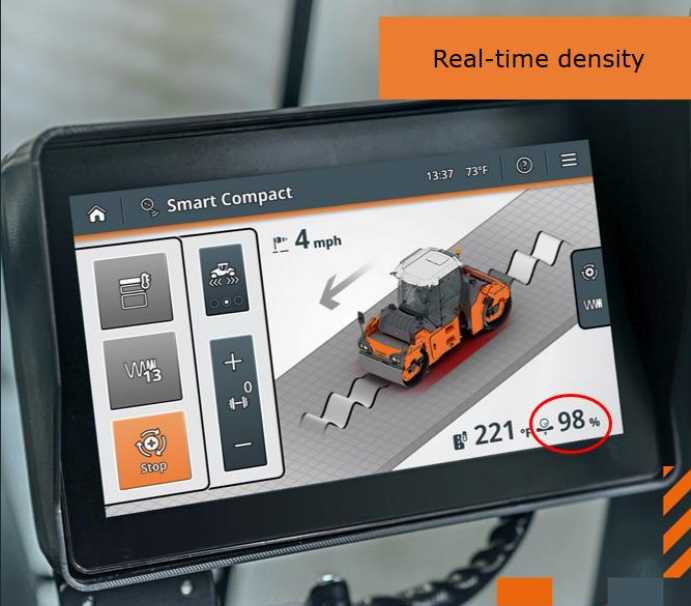 Real-time density
Smart Compact
13:37 73°F
4 mph
13
0
Stop
221 °F 98 %